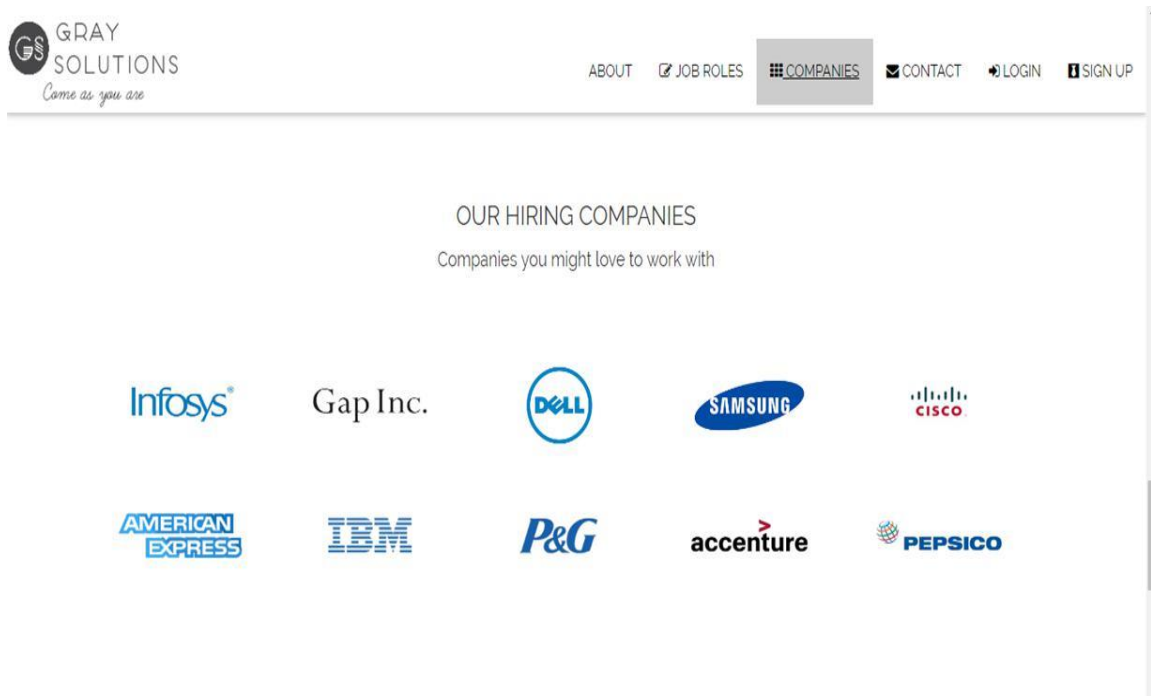 GS GRAY
SOLUTIONS
Come as you are
ABOUT JOB ROLES COMPANIES CONTACT LOGIN SIGN UP
OUR HIRING COMPANIES
Companies you might love to work with
Infosys® Gap Inc. DELL SAMSUNG CISCO
AMERICAN EXPRESS IBM P&G accenture PEPSICO